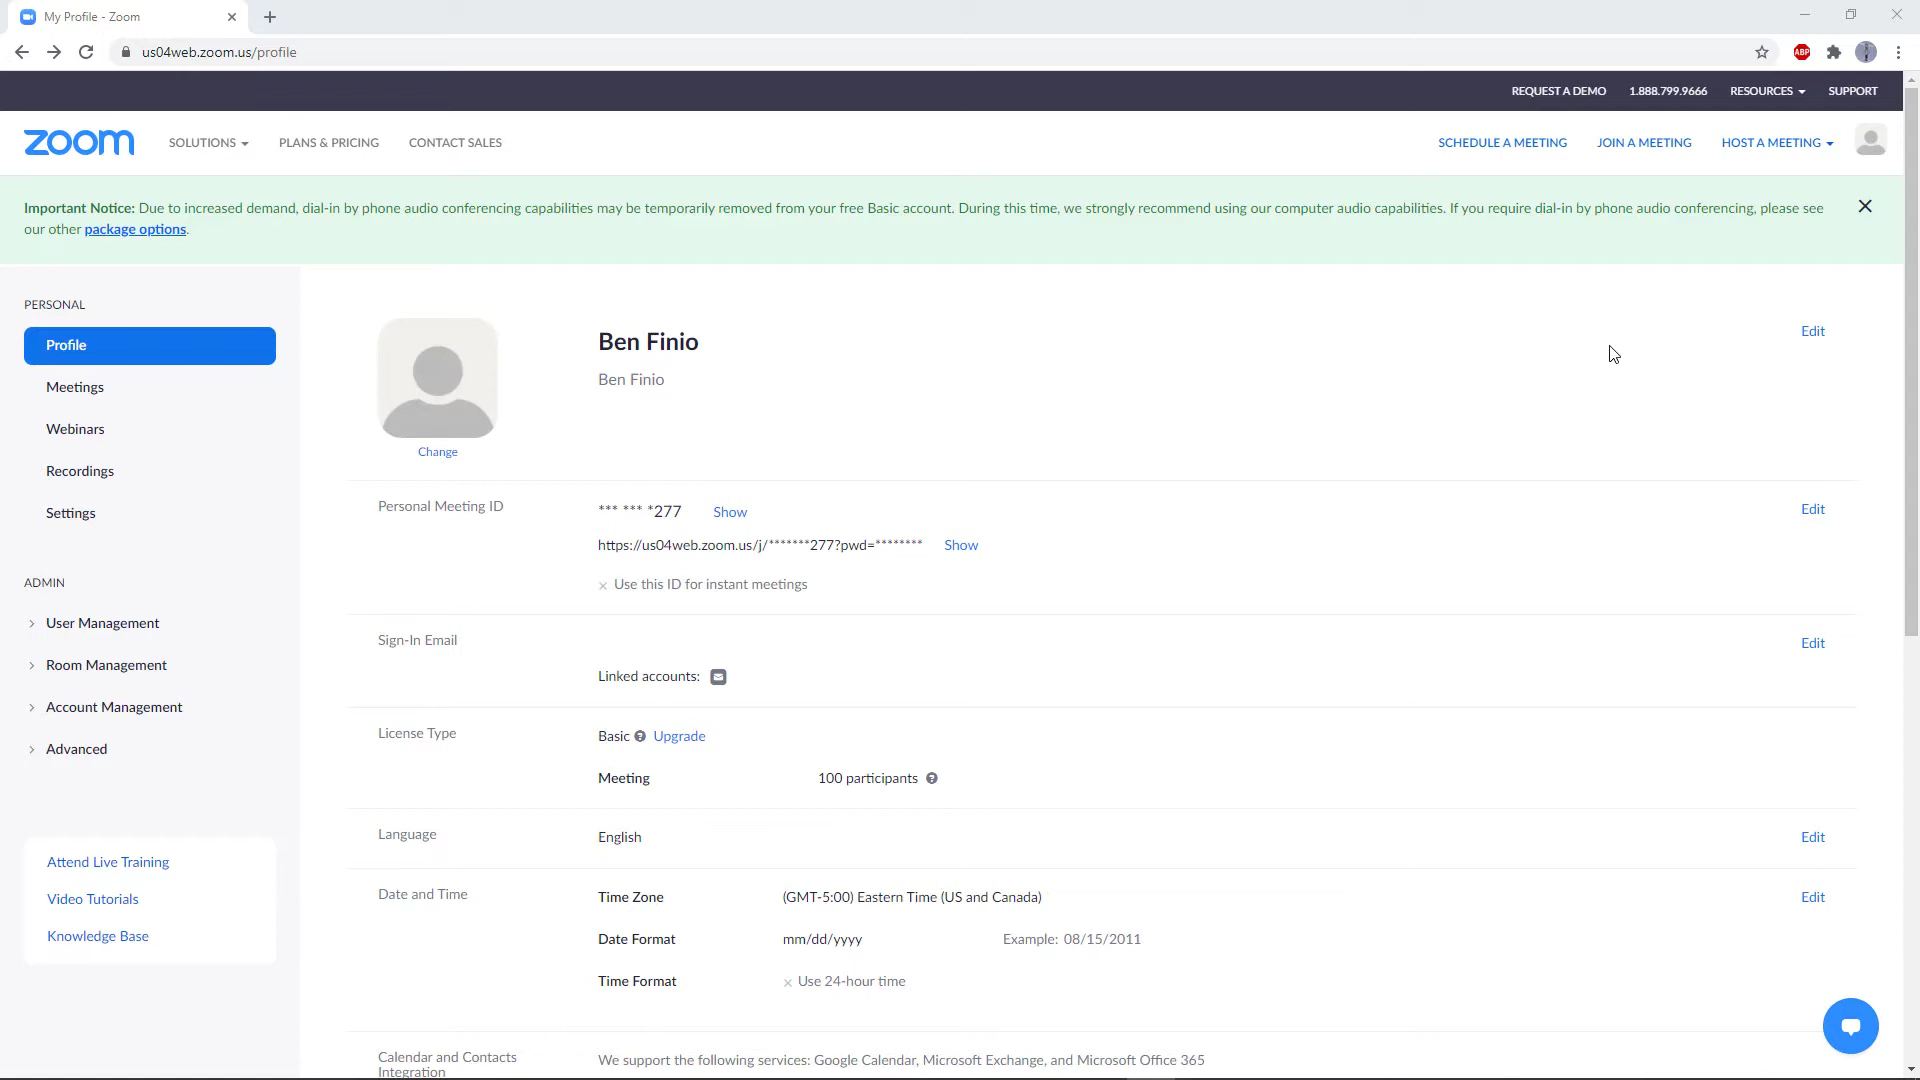 My Profile - Zoom
us04web.zoom.us/profile
ABP
REQUEST A DEMO 1.888.799.9666 RESOURCES SUPPORT
zoom SOLUTIONS PLANS & PRICING CONTACT SALES SCHEDULE A MEETING JOIN A MEETING HOST A MEETING
Important Notice: Due to increased demand, dial-in by phone audio conferencing capabilities may be temporarily removed from your free Basic account. During this time, we strongly recommend using our computer audio capabilities. If you require dial-in by phone audio conferencing, please see
our other package options.
PERSONAL
Profile
Meetings
Webinars
Recordings
Settings
ADMIN
User Management
Room Management
Account Management
Advanced
Attend Live Training
Video Tutorials
Knowledge Base
Ben Finio Edit
Ben Finio
Change
Personal Meeting ID *** *** *277 Show Edit
https://us04web.zoom.us/j/*******277?pwd=******** Show
× Use this ID for instant meetings
Sign-In Email Edit
Linked accounts:
License Type Basic ? Upgrade
Meeting 100 participants ?
Language English Edit
Date and Time Time Zone (GMT-5:00) Eastern Time (US and Canada) Edit
Date Format mm/dd/yyyy Example: 08/15/2011
Time Format × Use 24-hour time
Calendar and Contacts We support the following services: Google Calendar, Microsoft Exchange, and Microsoft Office 365
Integration